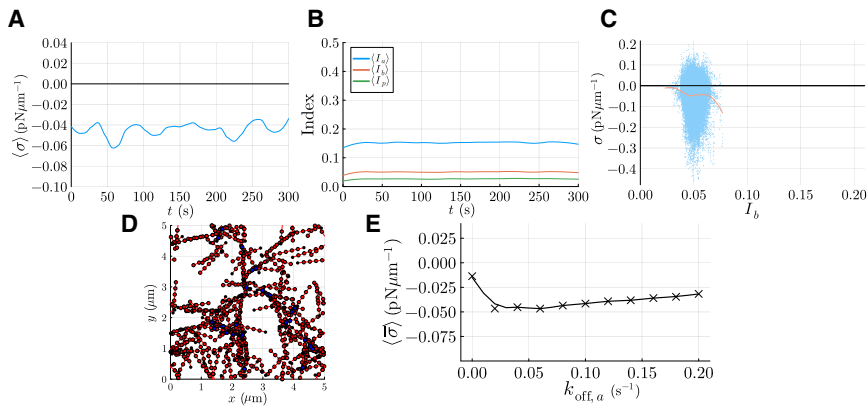 A
0.04
0.02
0.00
−0.02
−0.04
−0.06
−0.08
−0.10
⟨σ⟩ (pNμm⁻¹)
0 50 100 150 200 250 300
t (s)
B
0.5
0.4
0.3
0.2
0.1
0.0
Index
⟨I_a⟩
⟨I_b⟩
⟨I_p⟩
0 50 100 150 200 250 300
t (s)
C
0.2
0.1
0.0
−0.1
−0.2
−0.3
−0.4
σ (pN μm⁻¹)
0.00 0.05 0.10 0.15 0.20
I_b
D
5
4
3
2
1
0
y (μm)
0 1 2 3 4 5
x (μm)
E
0.025
0.000
−0.025
−0.050
−0.075
⟨σ̅⟩ (pNμm⁻¹)
0.00 0.05 0.10 0.15 0.20
k_off, a (s⁻¹)